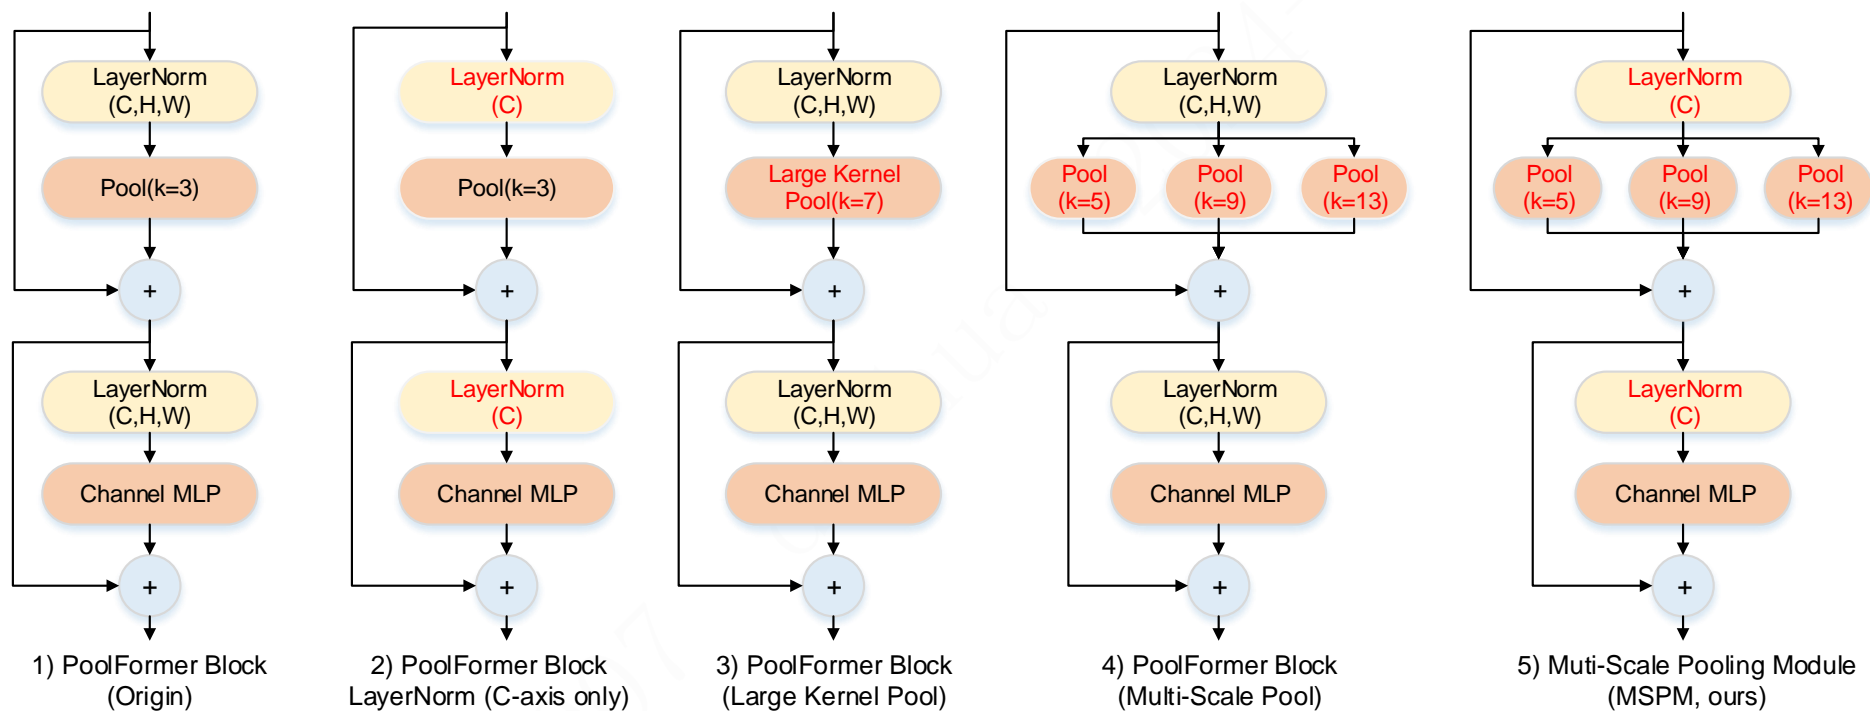 LayerNorm
(C,H,W)
Pool(k=3)
+
LayerNorm
(C,H,W)
Channel MLP
+
1) PoolFormer Block
(Origin)
LayerNorm
(C)
Pool(k=3)
+
LayerNorm
(C)
Channel MLP
+
2) PoolFormer Block
LayerNorm (C-axis only)
LayerNorm
(C,H,W)
Large Kernel
Pool(k=7)
+
LayerNorm
(C,H,W)
Channel MLP
+
3) PoolFormer Block
(Large Kernel Pool)
LayerNorm
(C,H,W)
Pool
(k=5)
Pool
(k=9)
Pool
(k=13)
+
LayerNorm
(C,H,W)
Channel MLP
+
4) PoolFormer Block
(Multi-Scale Pool)
LayerNorm
(C)
Pool
(k=5)
Pool
(k=9)
Pool
(k=13)
+
LayerNorm
(C)
Channel MLP
+
5) Muti-Scale Pooling Module
(MSPM, ours)